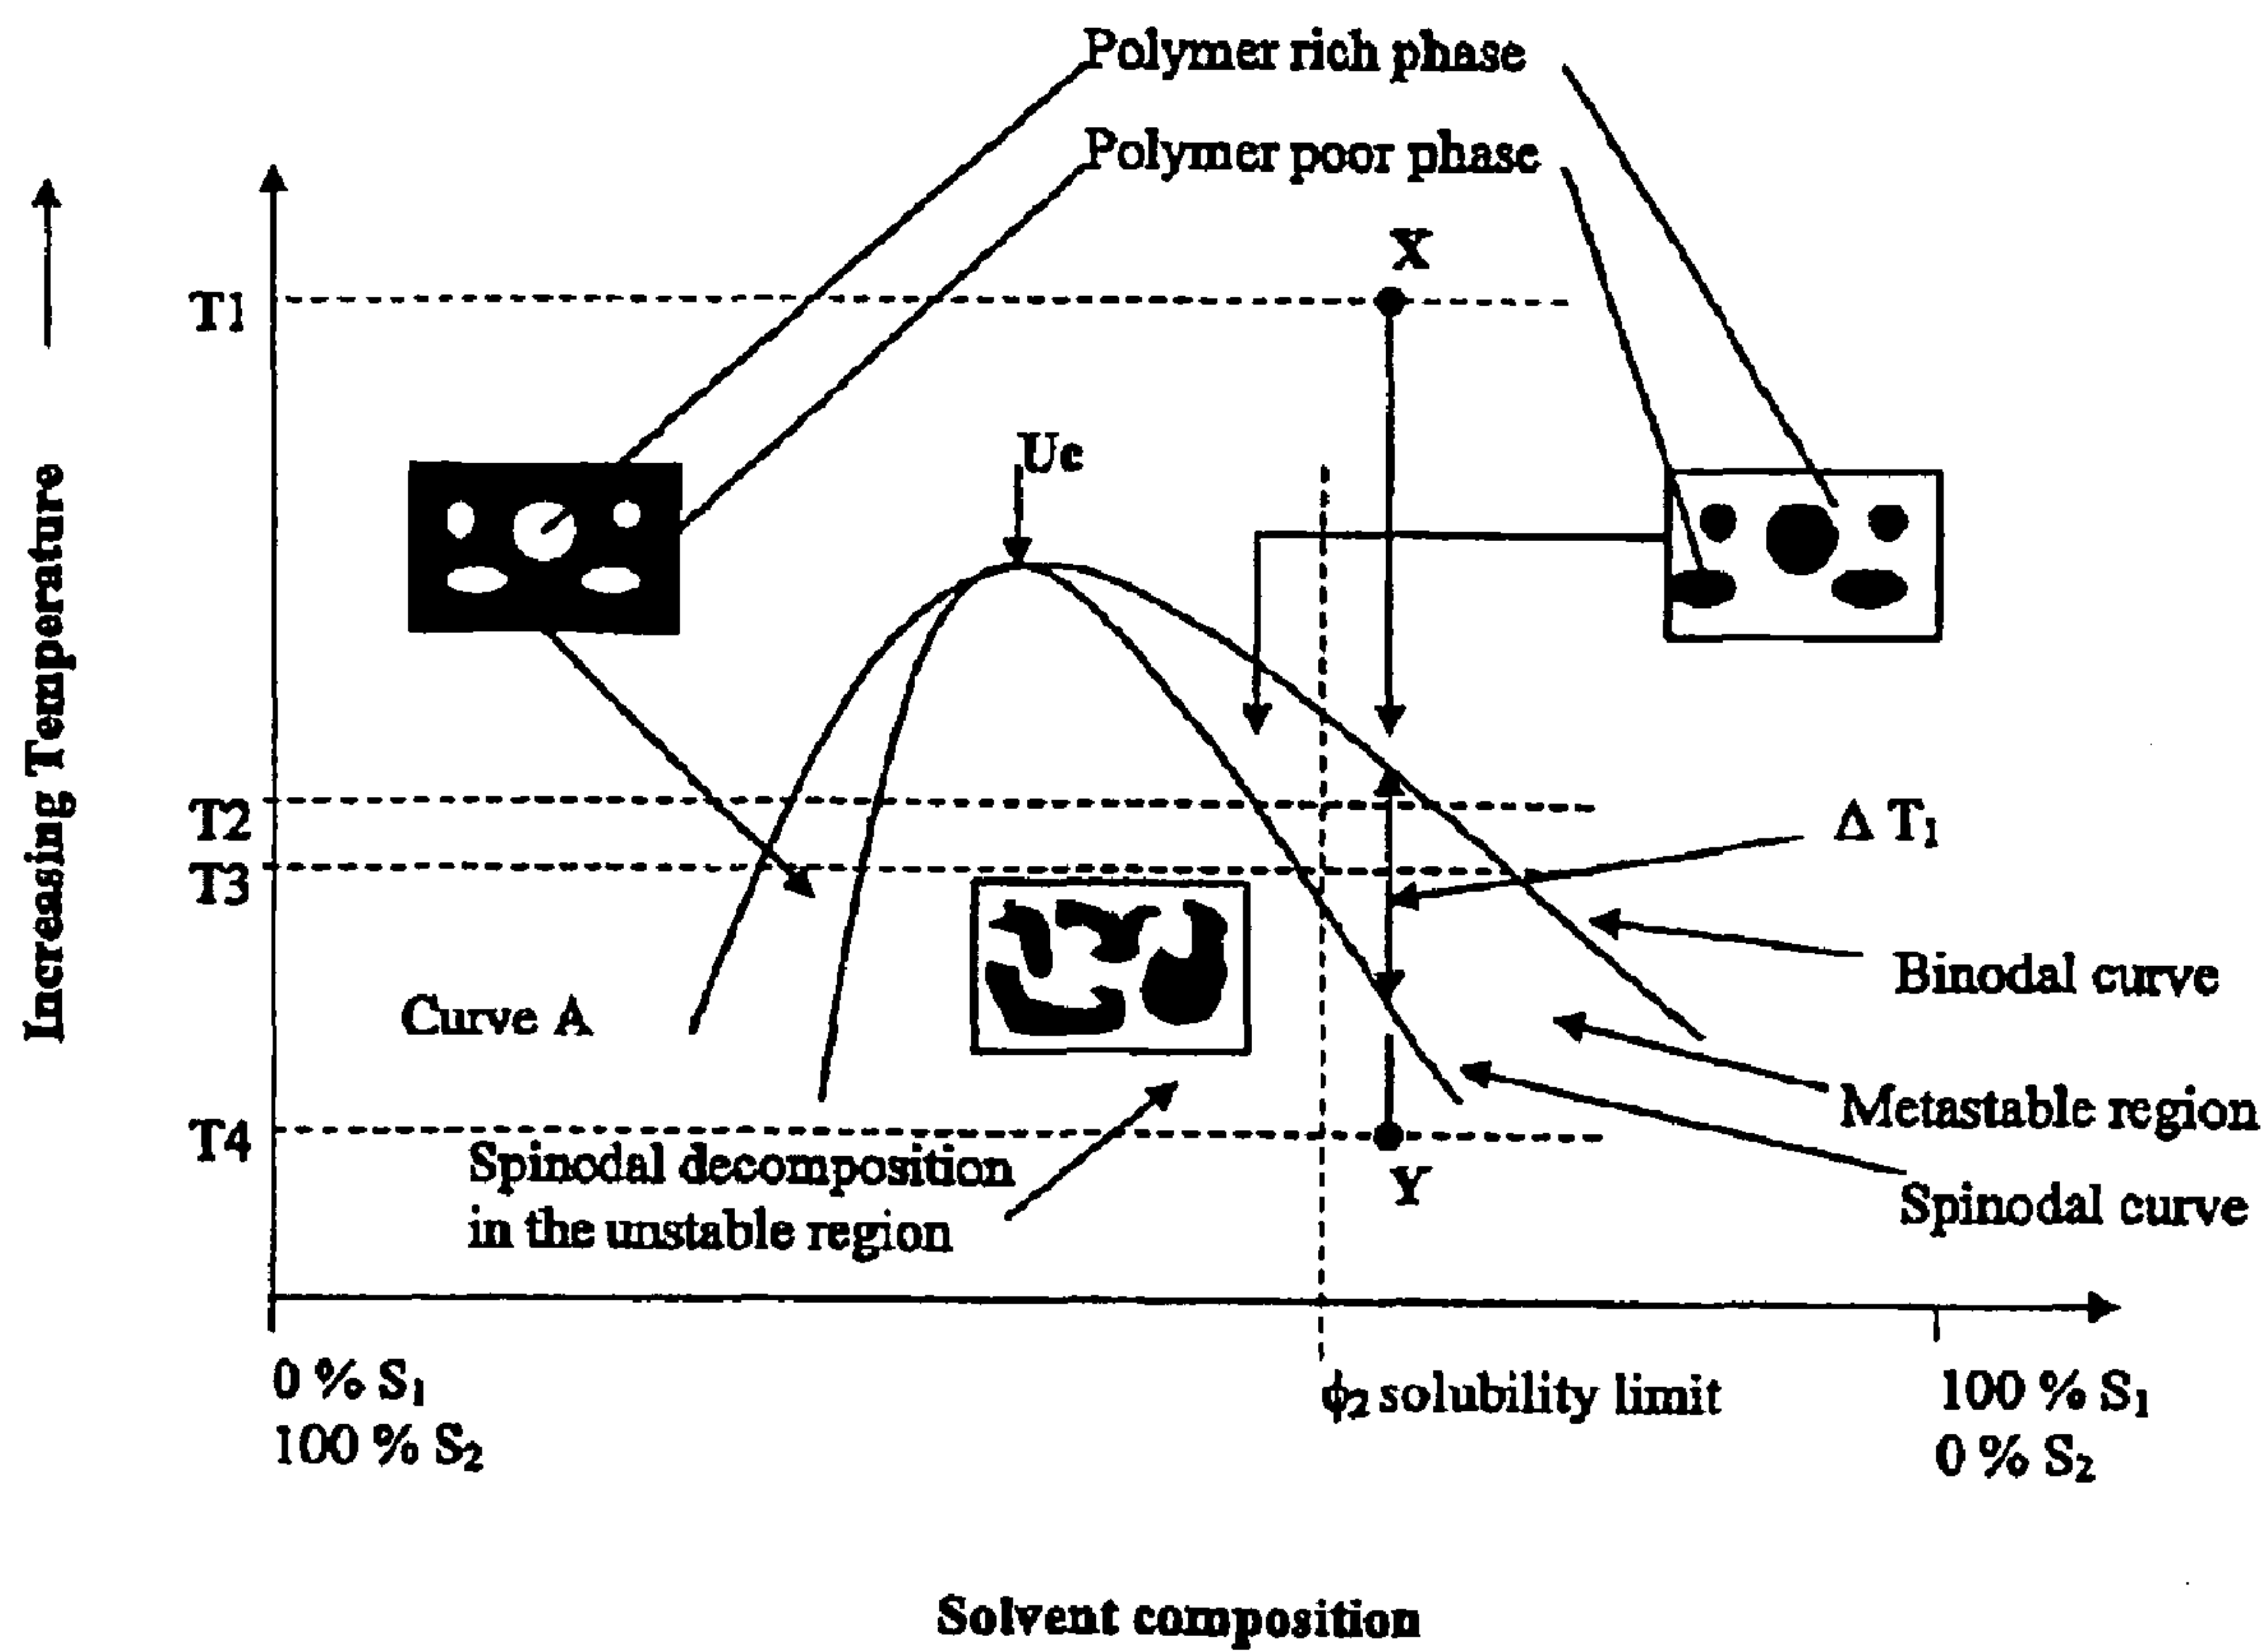 Polymer rich phase
Polymer poor phase
X
T1
Uc
Increasing Temperature
T2
Δ T1
T3
Binodal curve
Curve A
Metastable region
T4
Spinodal decomposition
in the unstable region
Y
Spinodal curve
0 % S1
100 % S2
ϕ2 solubility limit
100 % S1
0 % S2
Solvent composition